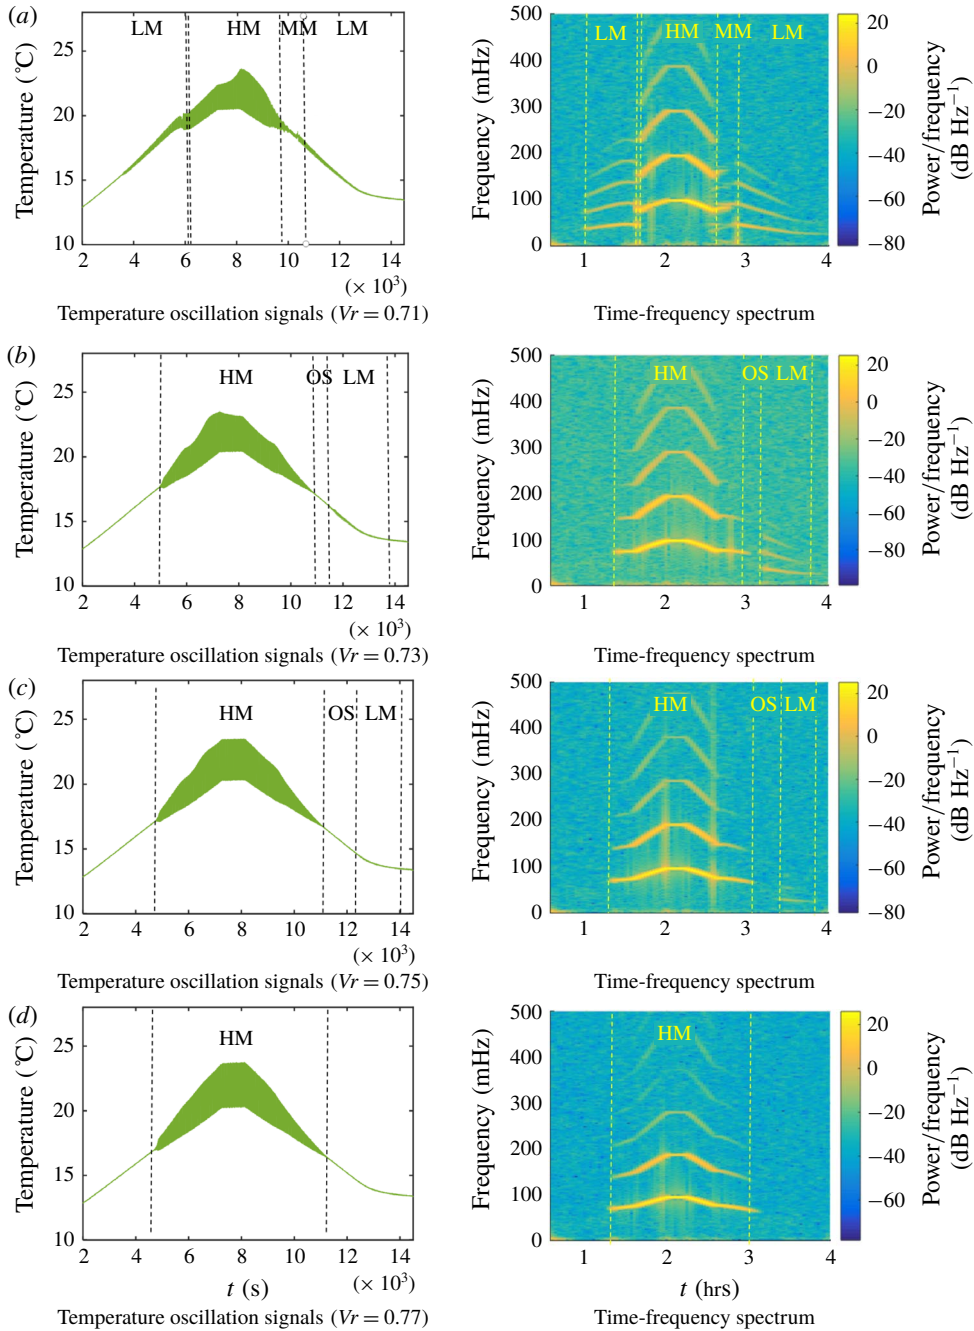 (a)
Temperature (℃)
25
20
15
10
LM HM MM LM
2 4 6 8 10 12 14
(× 10³)
Temperature oscillation signals (Vr = 0.71)
Frequency (mHz)
500
400
300
200
100
0
LM HM MM LM
1 2 3 4
Time-frequency spectrum
20
0
−20
−40
−60
−80
Power/frequency
(dB Hz⁻¹)
(b)
Temperature (℃)
25
20
15
10
HM OS LM
2 4 6 8 10 12 14
(× 10³)
Temperature oscillation signals (Vr = 0.73)
Frequency (mHz)
500
400
300
200
100
0
HM OS LM
1 2 3 4
Time-frequency spectrum
20
0
−20
−40
−60
−80
Power/frequency
(dB Hz⁻¹)
(c)
Temperature (℃)
25
20
15
10
HM OS LM
2 4 6 8 10 12 14
(× 10³)
Temperature oscillation signals (Vr = 0.75)
Frequency (mHz)
500
400
300
200
100
0
HM OS LM
1 2 3 4
Time-frequency spectrum
20
0
−20
−40
−60
−80
Power/frequency
(dB Hz⁻¹)
(d)
Temperature (℃)
25
20
15
10
HM
2 4 6 8 10 12 14
t (s) (× 10³)
Temperature oscillation signals (Vr = 0.77)
Frequency (mHz)
500
400
300
200
100
0
HM
1 2 3 4
t (hrs)
Time-frequency spectrum
20
0
−20
−40
−60
Power/frequency
(dB Hz⁻¹)